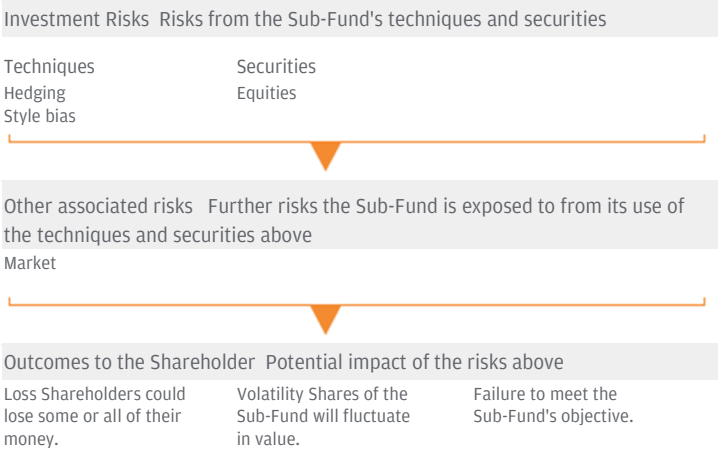 Investment Risks Risks from the Sub-Fund's techniques and securities
Techniques
Hedging
Style bias
Securities
Equities
Other associated risks Further risks the Sub-Fund is exposed to from its use of
the techniques and securities above
Market
Outcomes to the Shareholder Potential impact of the risks above
Loss Shareholders could
lose some or all of their
money.
Volatility Shares of the
Sub-Fund will fluctuate
in value.
Failure to meet the
Sub-Fund's objective.